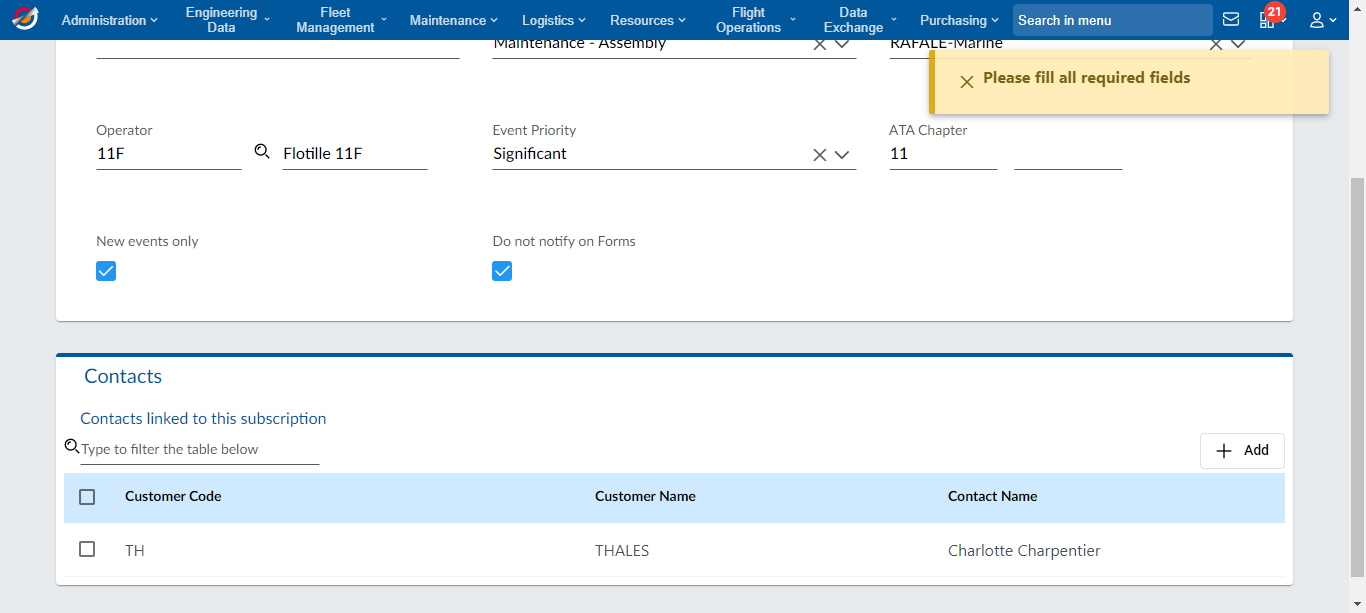 Administration
Engineering
Data
Fleet
Management
Maintenance
Logistics
Resources
Flight
Operations
Data
Exchange
Purchasing
Search in menu
21
Maintenance - Assembly
RAFALE-Marine
Please fill all required fields
Operator
11F
Flotille 11F
Event Priority
Significant
ATA Chapter
11
New events only
Do not notify on Forms
Contacts
Contacts linked to this subscription
Type to filter the table below
Add
Customer Code
Customer Name
Contact Name
TH
THALES
Charlotte Charpentier